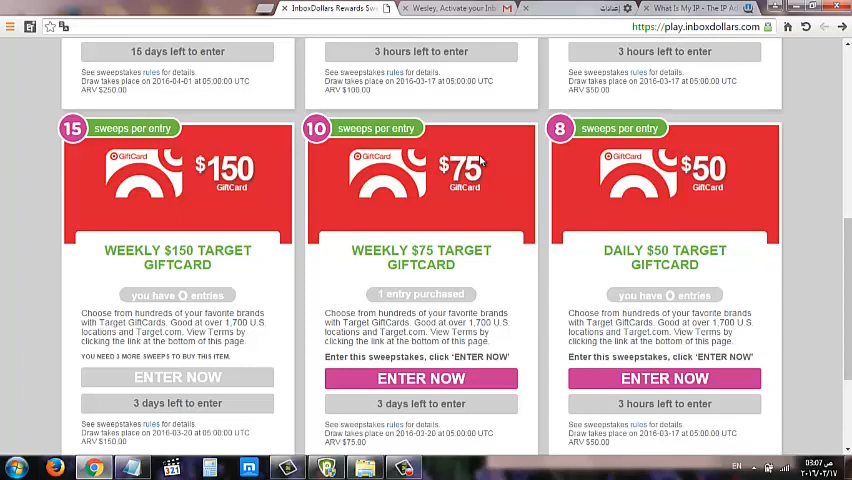 InboxDollars Rewards Swe
Wesley, Activate your Inb
إعدادات
What Is My IP - The IP Ad
https://play.inboxdollars.com
15 days left to enter
See sweepstakes rules for details.
Draw takes place on 2016-04-01 at 05:00:00 UTC
ARV $250.00
3 hours left to enter
See sweepstakes rules for details.
Draw takes place on 2016-03-17 at 05:00:00 UTC
ARV $100.00
3 hours left to enter
See sweepstakes rules for details.
Draw takes place on 2016-03-17 at 05:00:00 UTC
ARV $50.00
15 sweeps per entry
GiftCard
$150
GiftCard
WEEKLY $150 TARGET
GIFTCARD
you have 0 entries
Choose from hundreds of your favorite brands
with Target GiftCards. Good at over 1,700 U.S.
locations and Target.com. View Terms by
clicking the link at the bottom of this page.
YOU NEED 3 MORE SWEEPS TO BUY THIS ITEM.
ENTER NOW
3 days left to enter
See sweepstakes rules for details.
Draw takes place on 2016-03-20 at 05:00:00 UTC
ARV $150.00
10 sweeps per entry
GiftCard
$75
GiftCard
WEEKLY $75 TARGET
GIFTCARD
1 entry purchased
Choose from hundreds of your favorite brands
with Target GiftCards. Good at over 1,700 U.S.
locations and Target.com. View Terms by
clicking the link at the bottom of this page.
Enter this sweepstakes, click 'ENTER NOW'
ENTER NOW
3 days left to enter
See sweepstakes rules for details.
Draw takes place on 2016-03-20 at 05:00:00 UTC
ARV $75.00
8 sweeps per entry
GiftCard
$50
GiftCard
DAILY $50 TARGET
GIFTCARD
you have 0 entries
Choose from hundreds of your favorite brands
with Target GiftCards. Good at over 1,700 U.S.
locations and Target.com. View Terms by
clicking the link at the bottom of this page.
Enter this sweepstakes, click 'ENTER NOW'
ENTER NOW
3 hours left to enter
See sweepstakes rules for details.
Draw takes place on 2016-03-17 at 05:00:00 UTC
ARV $50.00
321
EN
03:07 ص
٢٠١٦/٠٣/١٧